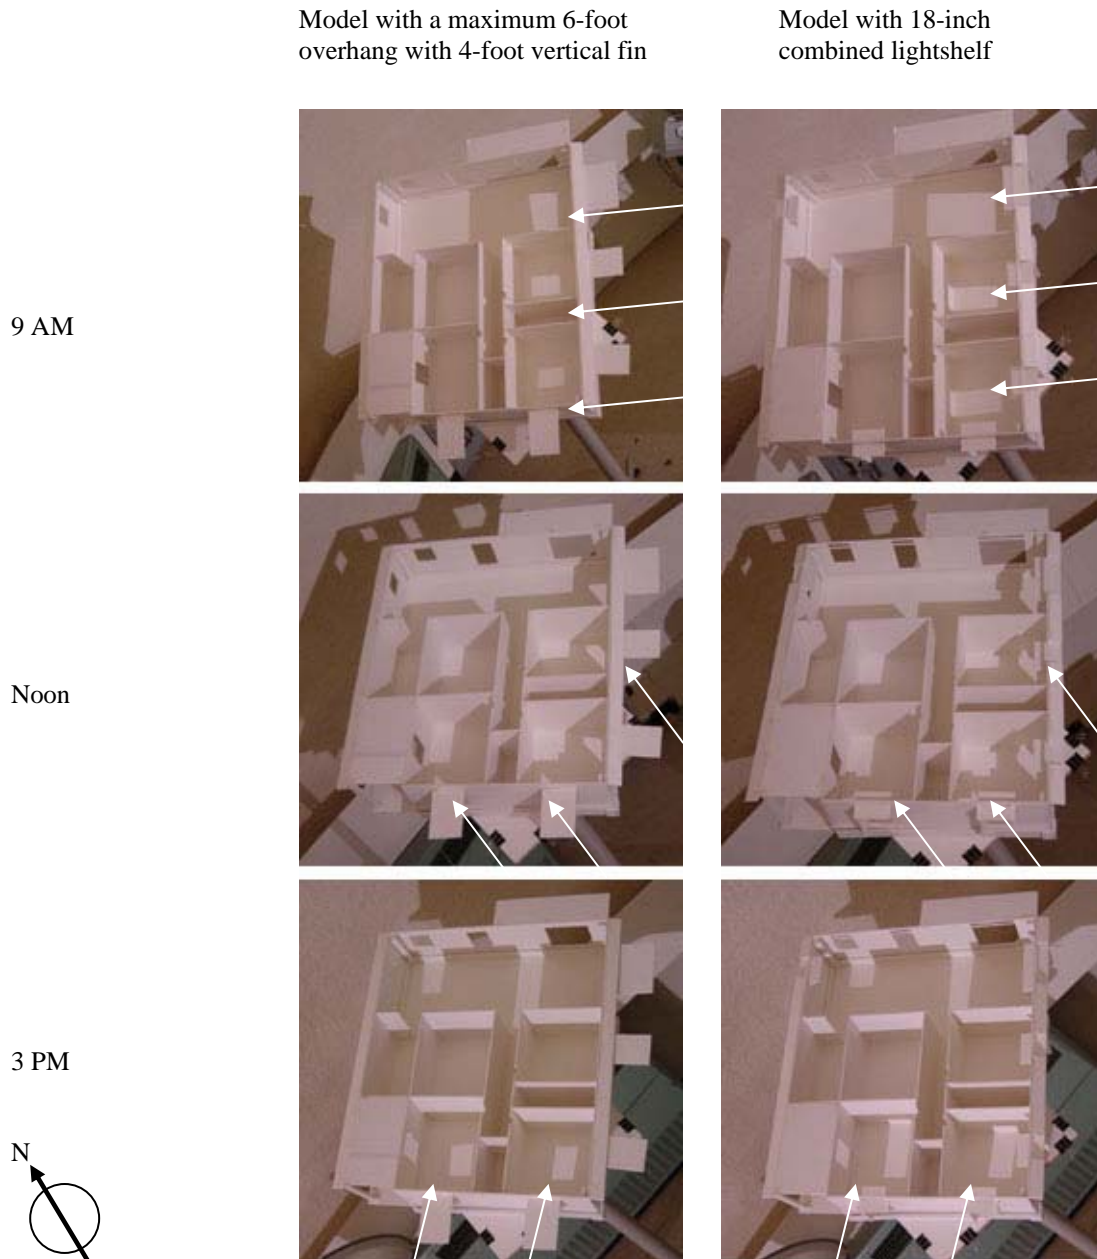 Model with a maximum 6-foot
overhang with 4-foot vertical fin
Model with 18-inch
combined lightshelf
9 AM
Noon
3 PM
N